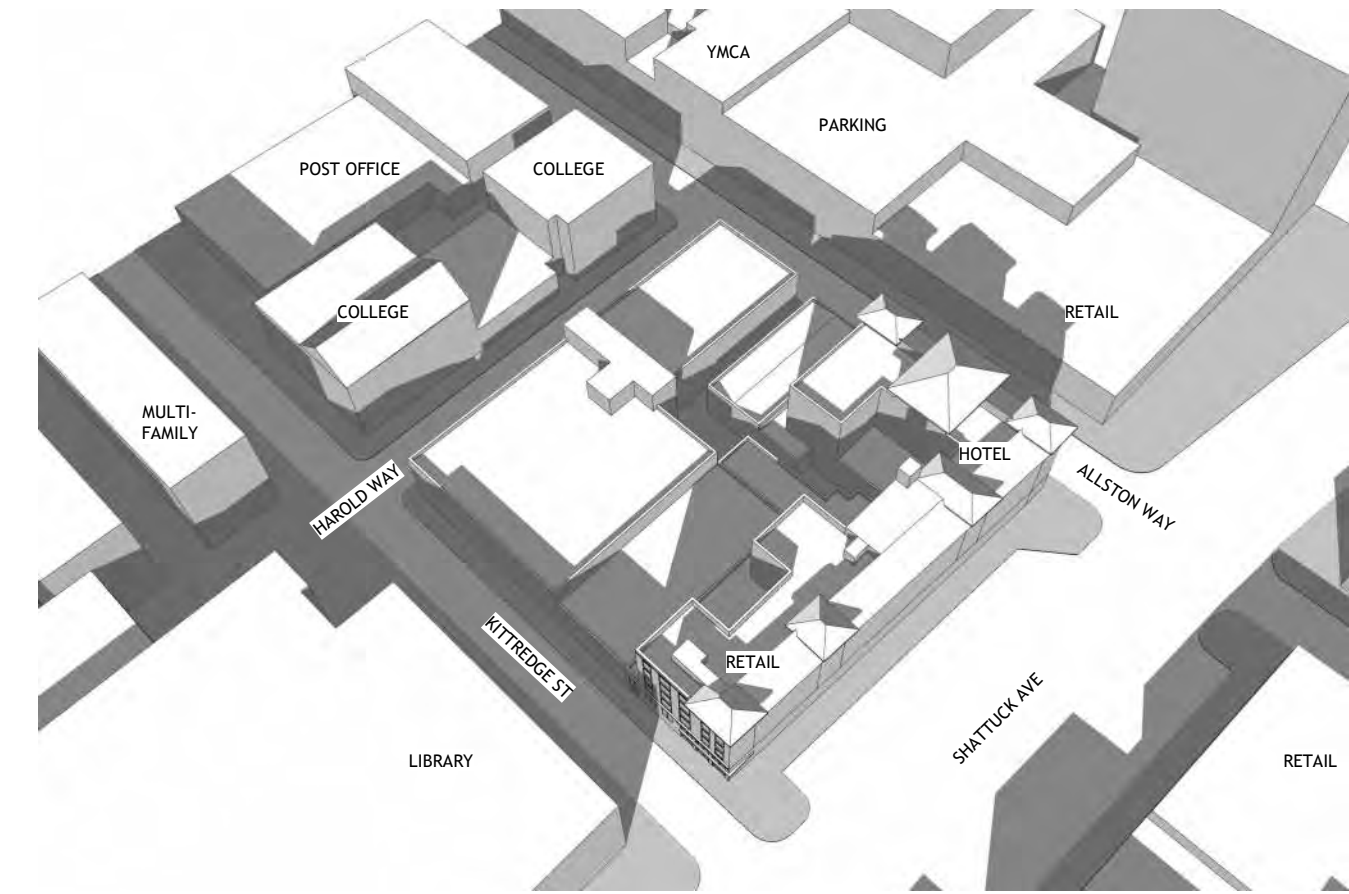 YMCA
PARKING
POST OFFICE
COLLEGE
COLLEGE
RETAIL
MULTI-
FAMILY
HOTEL
HAROLD WAY
ALLSTON WAY
KITTREDGE ST
RETAIL
SHATTUCK AVE
LIBRARY
RETAIL